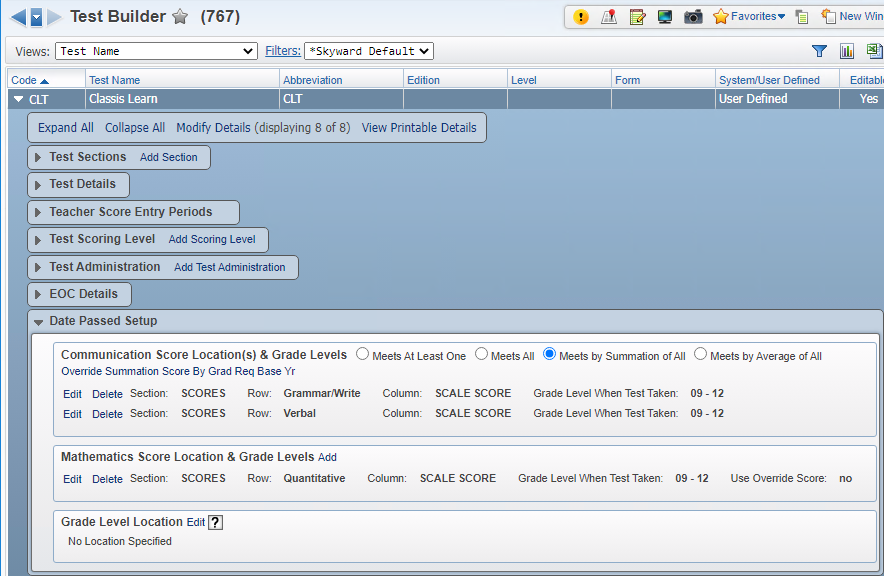 Test Builder (767)
Favorites New Win
Views: Test Name Filters: *Skyward Default
Code Test Name Abbreviation Edition Level Form System/User Defined Editable
CLT Classis Learn CLT User Defined Yes
Expand All Collapse All Modify Details (displaying 8 of 8) View Printable Details
Test Sections Add Section
Test Details
Teacher Score Entry Periods
Test Scoring Level Add Scoring Level
Test Administration Add Test Administration
EOC Details
Date Passed Setup
Communication Score Location(s) & Grade Levels Meets At Least One Meets All Meets by Summation of All Meets by Average of All
Override Summation Score By Grad Req Base Yr
Edit Delete Section: SCORES Row: Grammar/Write Column: SCALE SCORE Grade Level When Test Taken: 09 - 12
Edit Delete Section: SCORES Row: Verbal Column: SCALE SCORE Grade Level When Test Taken: 09 - 12
Mathematics Score Location & Grade Levels Add
Edit Delete Section: SCORES Row: Quantitative Column: SCALE SCORE Grade Level When Test Taken: 09 - 12 Use Override Score: no
Grade Level Location Edit ?
No Location Specified